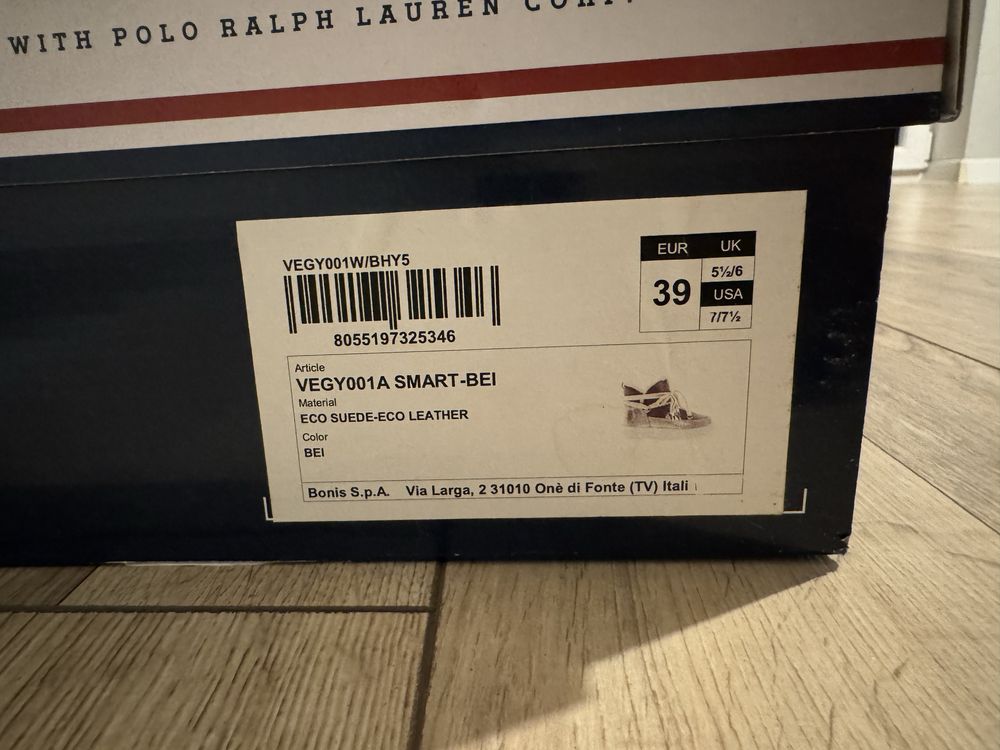 WITH POLO RALPH LAUREN
VEGY001W/BHY5
8055197325346
EUR UK
39 5½/6
USA
7/7½
Article
VEGY001A SMART-BEI
Material
ECO SUEDE-ECO LEATHER
Color
BEI
Bonis S.p.A. Via Larga, 2 31010 Onè di Fonte (TV) Itali